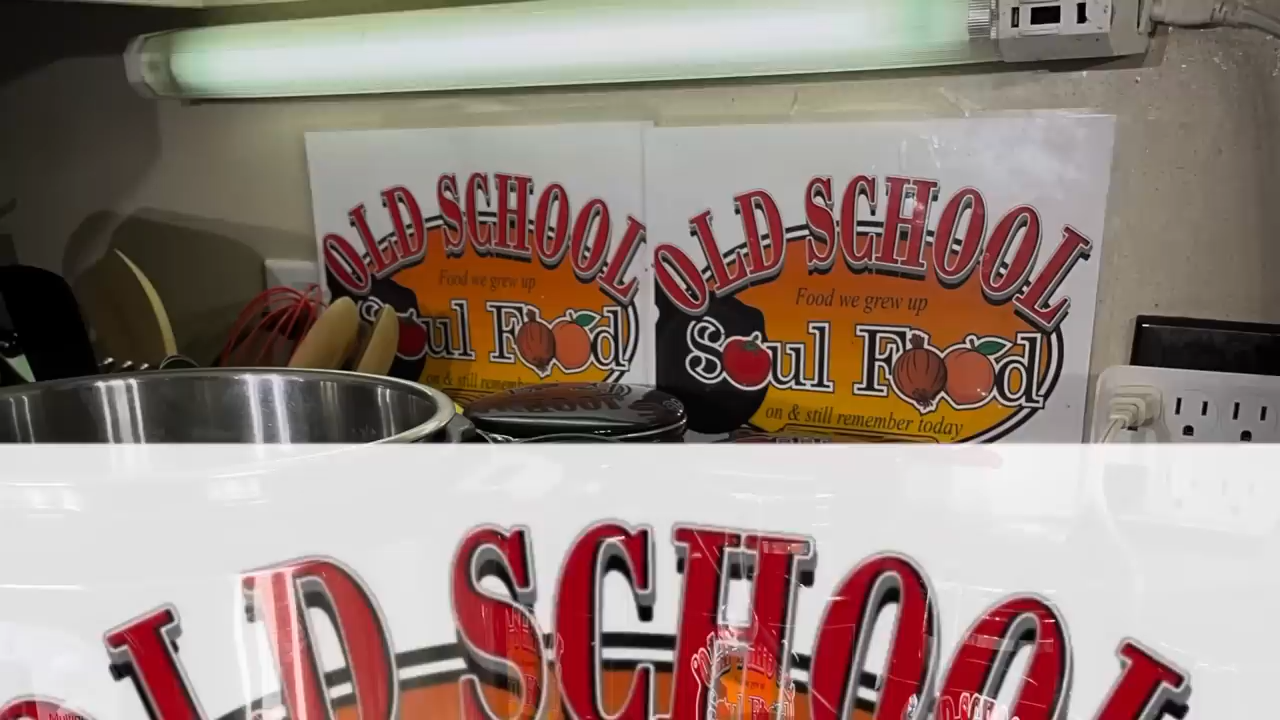 OLD SCHOOL
Food we grew up
Soul Food
on & still remember
OLD SCHOOL
Food we grew up
Soul Food
on & still remember today
OLD SCHOOL